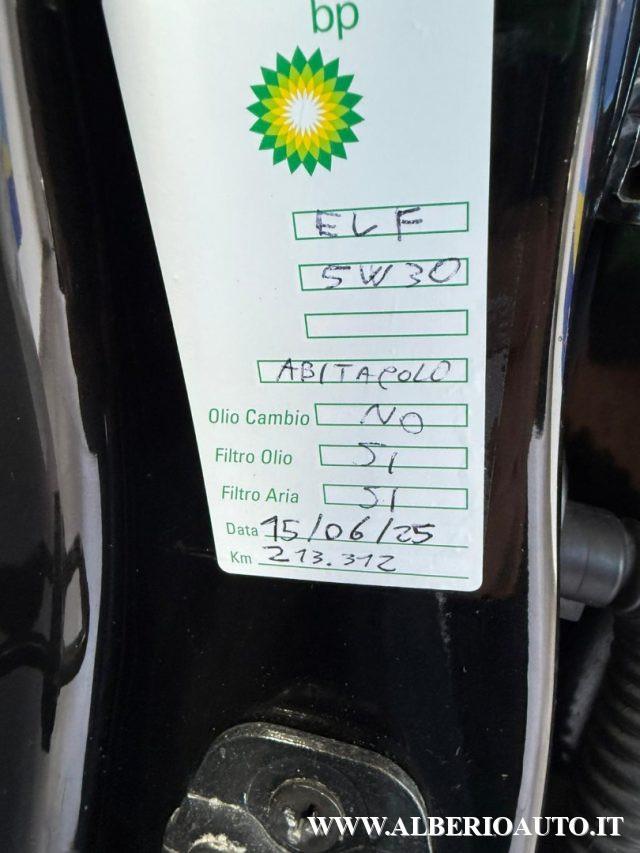 bp
ELF
5W30
ABITACOLO
Olio Cambio NO
Filtro Olio SI
Filtro Aria SI
Data 15/06/25
Km 213.312
WWW.ALBERIOAUTO.IT